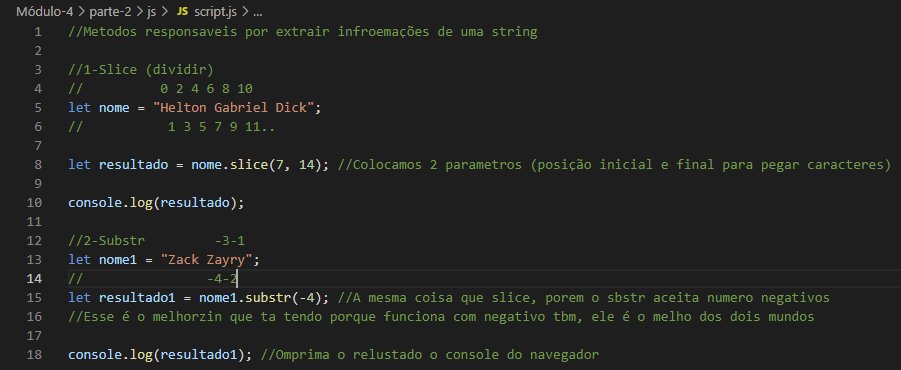 Módulo-4 > parte-2 > js > JS script.js > ...
1 //Metodos responsaveis por extrair infroemações de uma string
2
3 //1-Slice (dividir)
4 // 0 2 4 6 8 10
5 let nome = "Helton Gabriel Dick";
6 // 1 3 5 7 9 11..
7
8 let resultado = nome.slice(7, 14); //Colocamos 2 parametros (posição inicial e final para pegar caracteres)
9
10 console.log(resultado);
11
12 //2-Substr -3-1
13 let nome1 = "Zack Zayry";
14 // -4-2
15 let resultado1 = nome1.substr(-4); //A mesma coisa que slice, porem o sbstr aceita numero negativos
16 //Esse é o melhorzin que ta tendo porque funciona com negativo tbm, ele é o melho dos dois mundos
17
18 console.log(resultado1); //Omprima o relustado o console do navegador